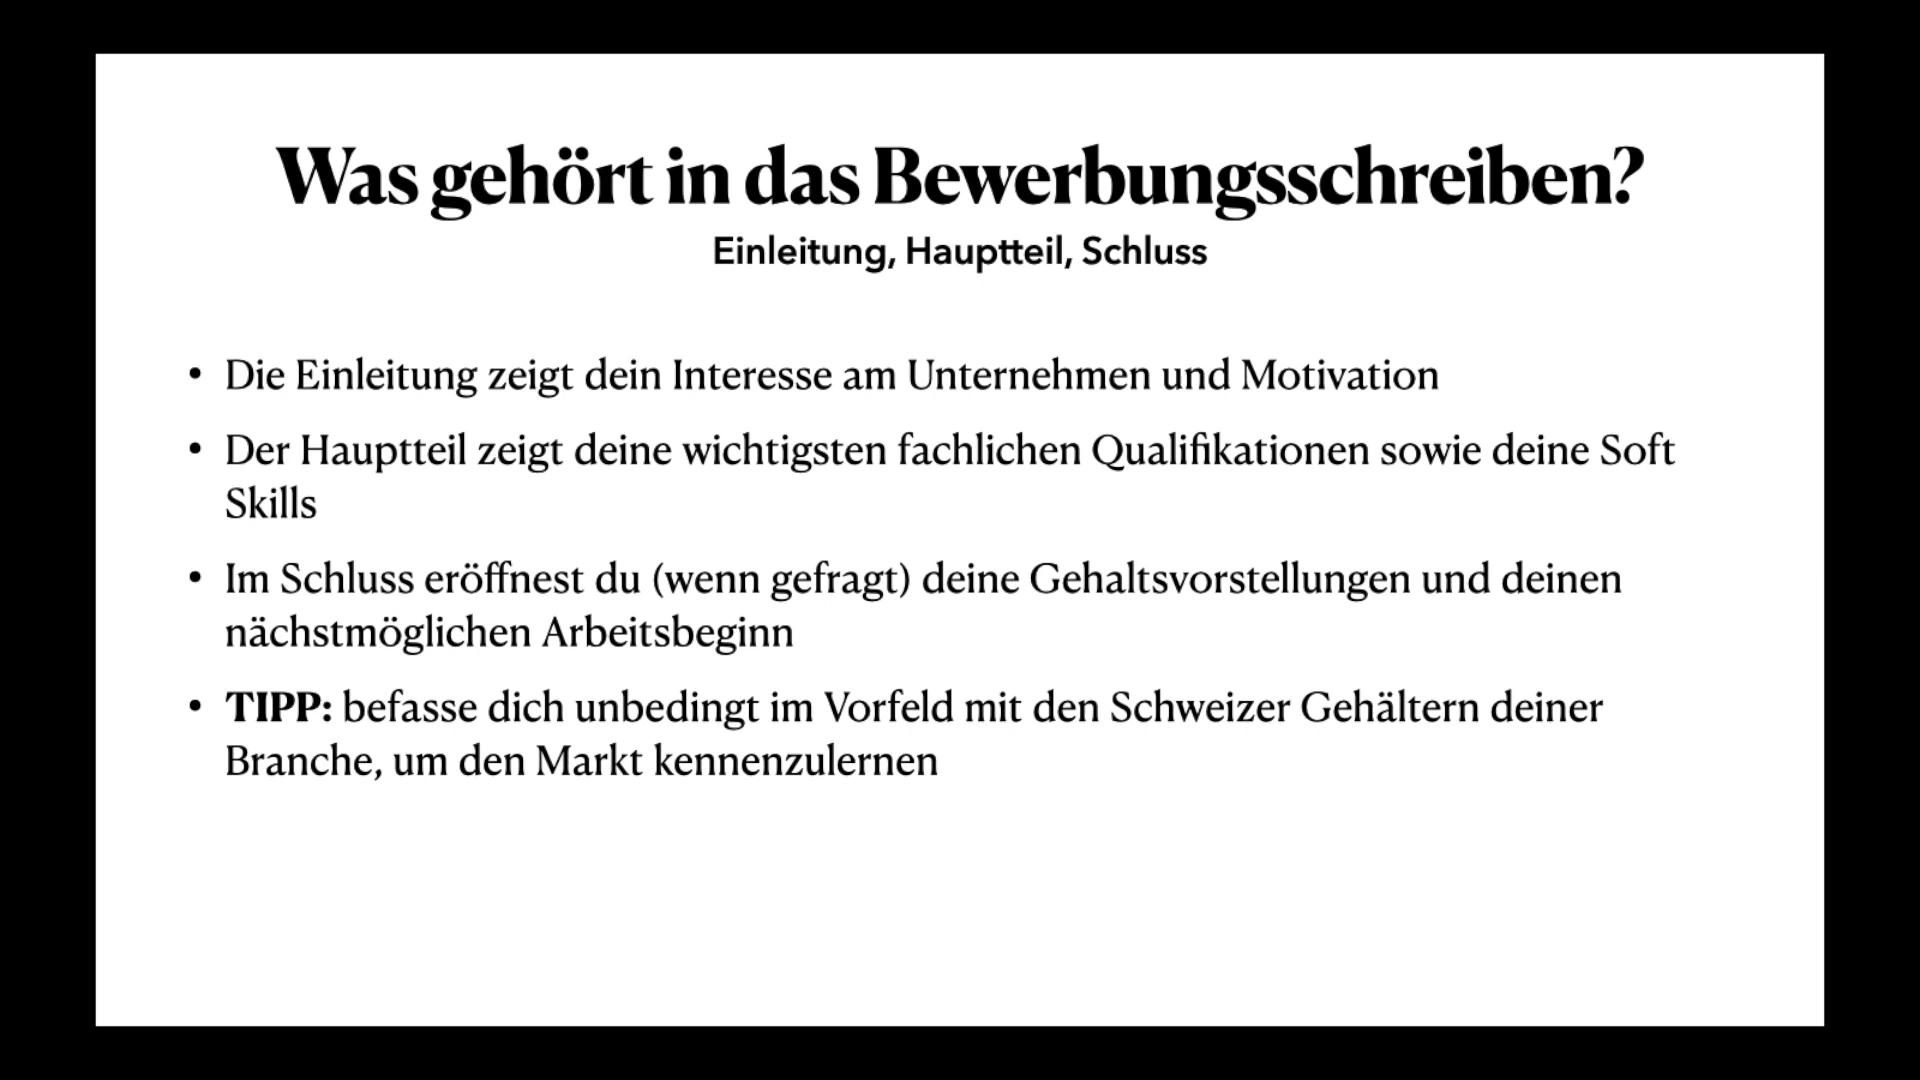 Was gehört in das Bewerbungsschreiben?
Einleitung, Hauptteil, Schluss
• Die Einleitung zeigt dein Interesse am Unternehmen und Motivation
• Der Hauptteil zeigt deine wichtigsten fachlichen Qualifikationen sowie deine Soft
Skills
• Im Schluss eröffnest du (wenn gefragt) deine Gehaltsvorstellungen und deinen
nächstmöglichen Arbeitsbeginn
• TIPP: befasse dich unbedingt im Vorfeld mit den Schweizer Gehältern deiner
Branche, um den Markt kennenzulernen